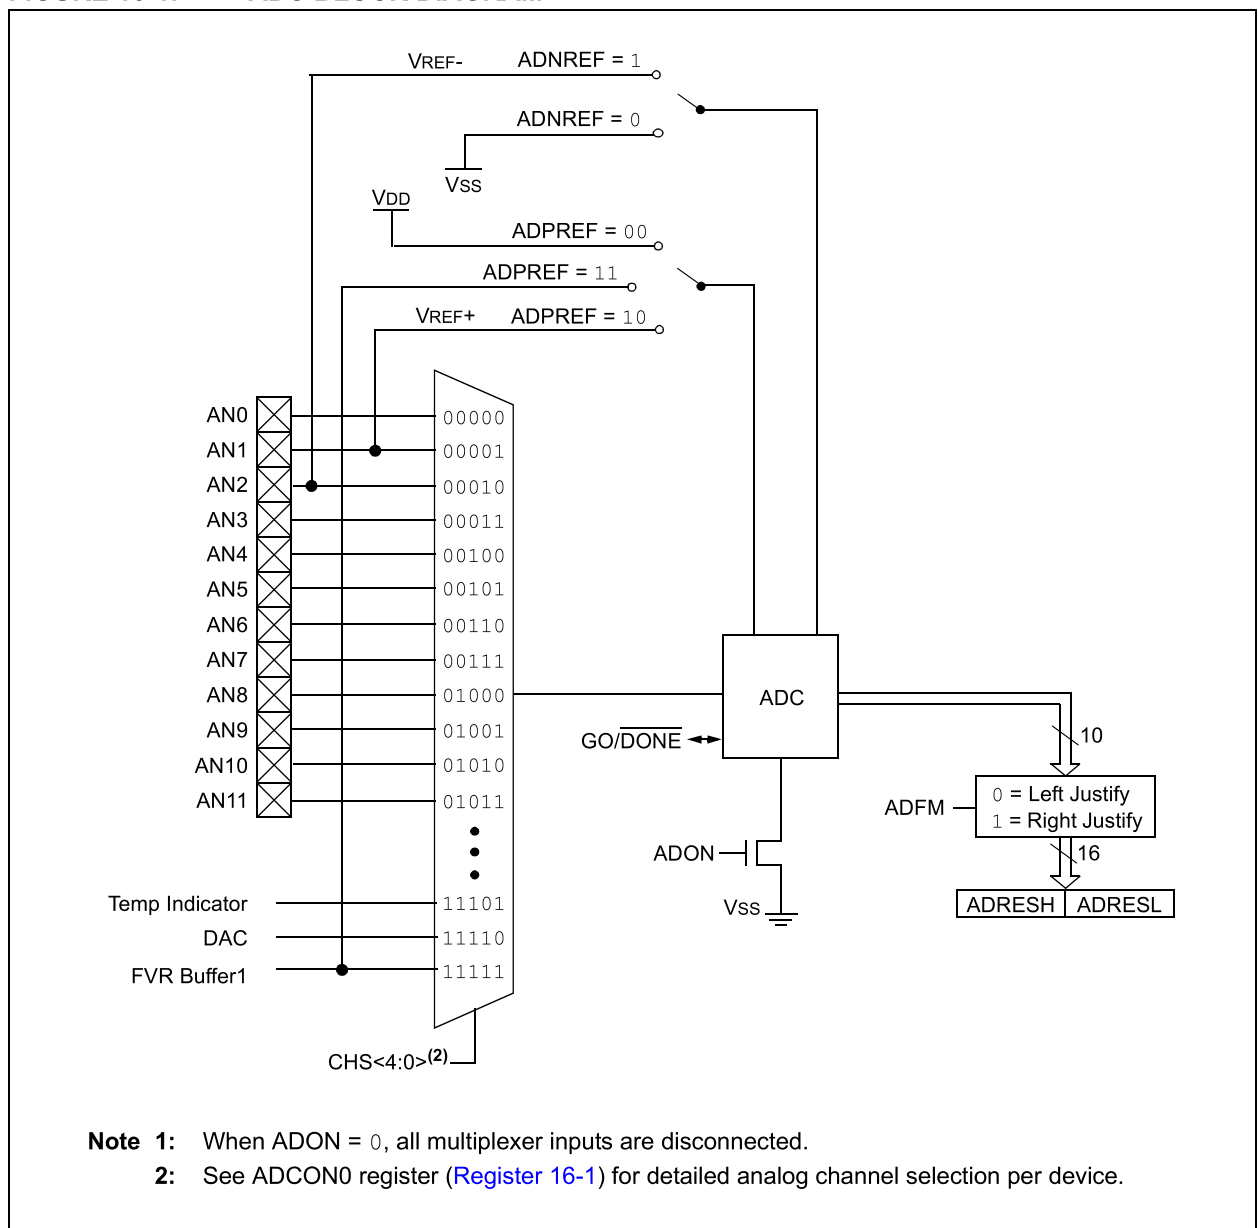 VREF- ADNREF = 1
ADNREF = 0
VSS
VDD
ADPREF = 00
ADPREF = 11
VREF+ ADPREF = 10
AN0 00000
AN1 00001
AN2 00010
AN3 00011
AN4 00100
AN5 00101
AN6 00110
AN7 00111
AN8 01000
AN9 01001
AN10 01010
AN11 01011
Temp Indicator 11101
DAC 11110
FVR Buffer1 11111
CHS<4:0>(2)
ADC
GO/DONE
ADON
VSS
10
ADFM
0 = Left Justify
1 = Right Justify
16
ADRESH ADRESL
Note 1: When ADON = 0, all multiplexer inputs are disconnected.
2: See ADCON0 register (Register 16-1) for detailed analog channel selection per device.